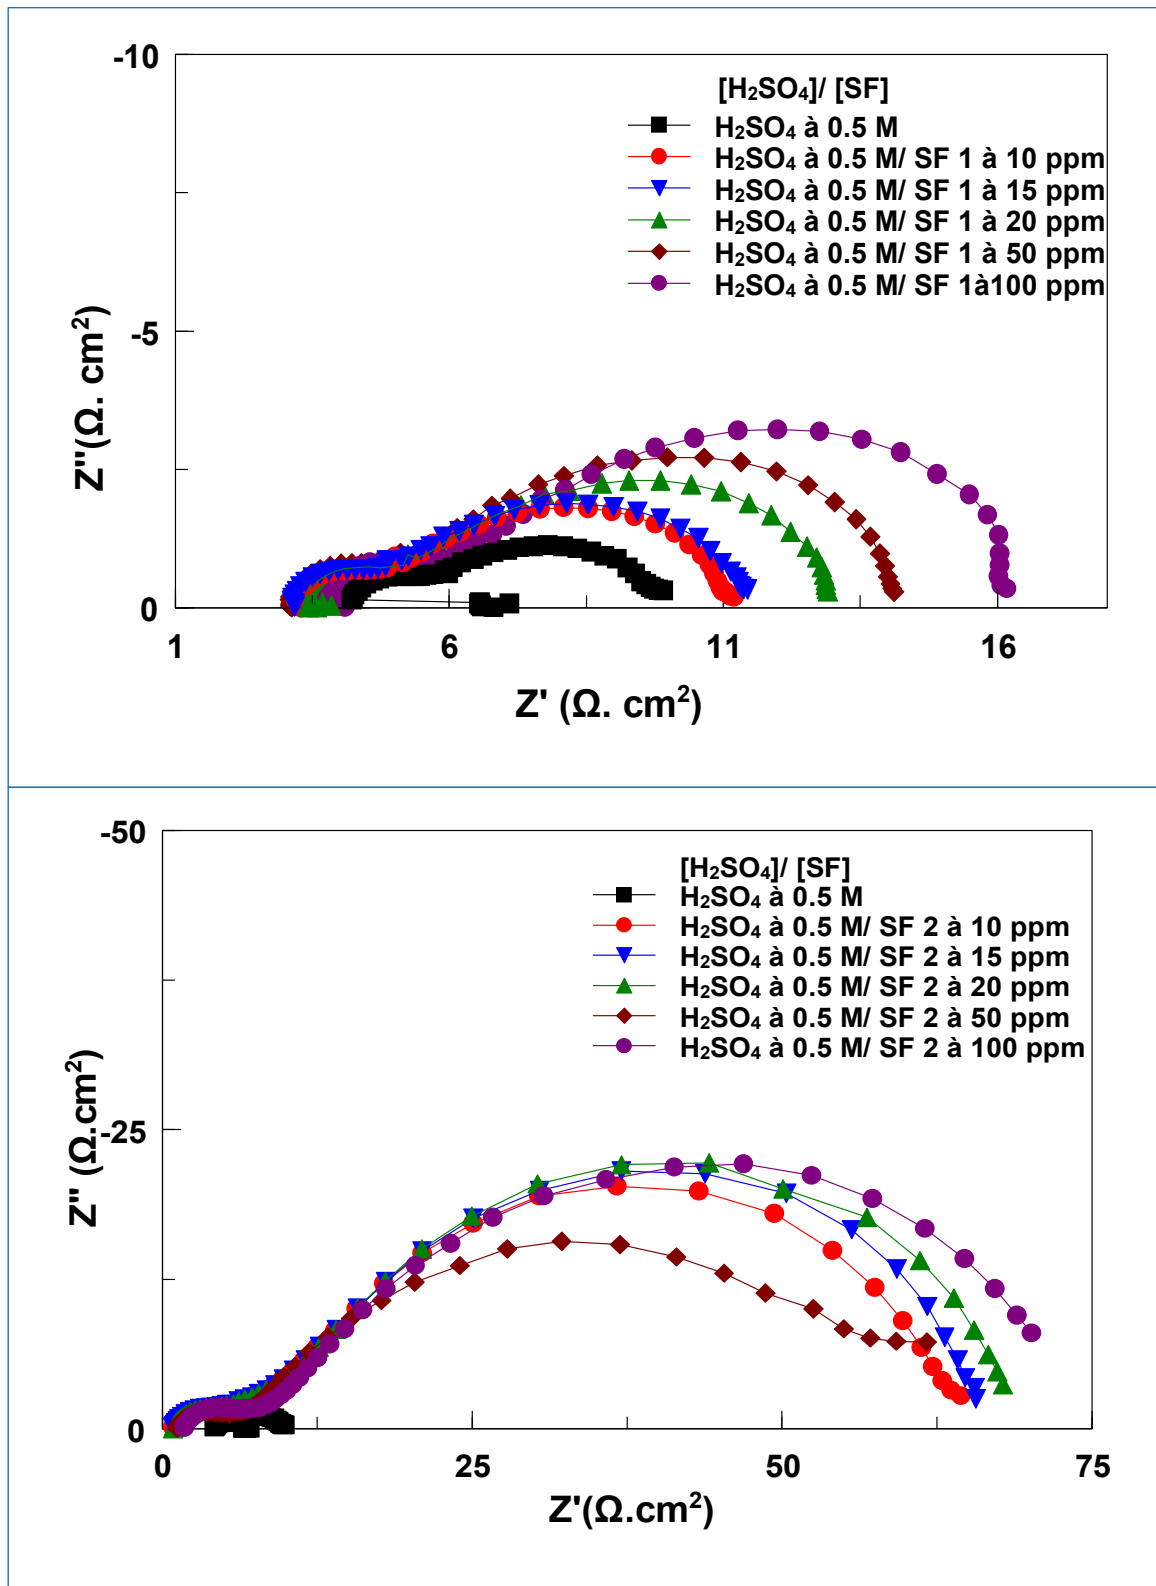 -10
[H₂SO₄]/ [SF]
H₂SO₄ à 0.5 M
H₂SO₄ à 0.5 M/ SF 1 à 10 ppm
H₂SO₄ à 0.5 M/ SF 1 à 15 ppm
H₂SO₄ à 0.5 M/ SF 1 à 20 ppm
H₂SO₄ à 0.5 M/ SF 1 à 50 ppm
H₂SO₄ à 0.5 M/ SF 1à100 ppm
Z"(Ω. cm²)
-5
0
1 6 11 16
Z' (Ω. cm²)
-50
[H₂SO₄]/ [SF]
H₂SO₄ à 0.5 M
H₂SO₄ à 0.5 M/ SF 2 à 10 ppm
H₂SO₄ à 0.5 M/ SF 2 à 15 ppm
H₂SO₄ à 0.5 M/ SF 2 à 20 ppm
H₂SO₄ à 0.5 M/ SF 2 à 50 ppm
H₂SO₄ à 0.5 M/ SF 2 à 100 ppm
Z" (Ω.cm²)
-25
0
0 25 50 75
Z'(Ω.cm²)